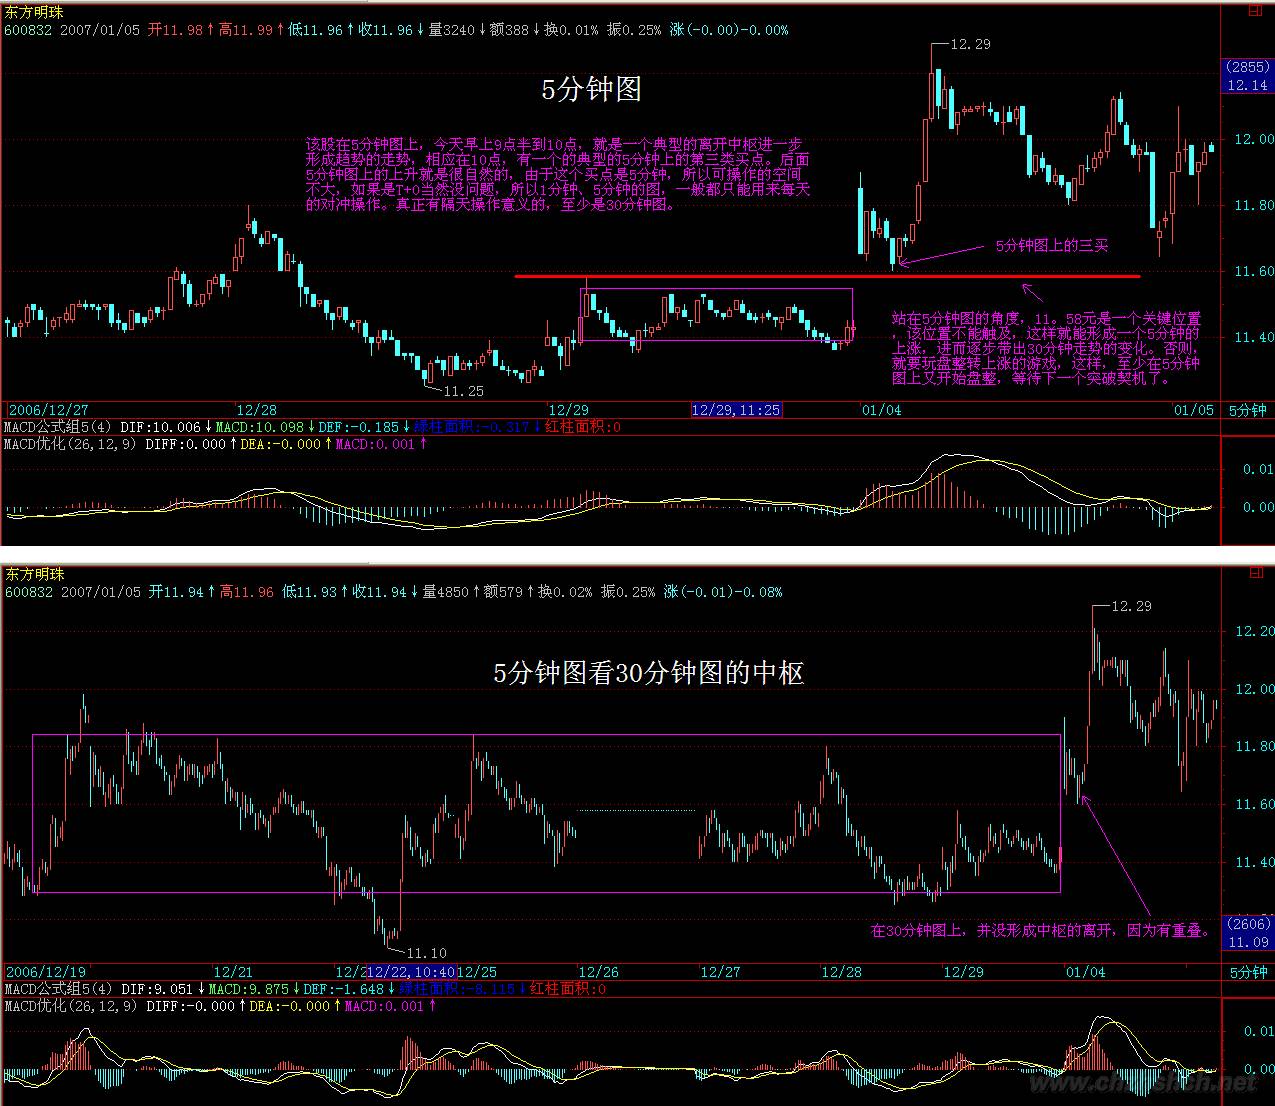 东方明珠
600832 2007/01/05 开11.98↑高11.99↑低11.96↑收11.96↓量3240↓额388↓换0.01% 振0.25% 涨(-0.00)-0.00%
12.29
(2855)
12.14
5分钟图
该股在5分钟图上，今天早上9点半到10点，就是一个典型的离开中枢进一步
形成趋势的走势，相应在10点，有一个的典型的5分钟上的第三类买点。后面
5分钟图上的上升就是很自然的，由于这个买点是5分钟，所以可操作的空间
不大，如果是T+0当然没问题，所以1分钟、5分钟的图，一般都只能用来每天
的对冲操作。真正有隔天操作意义的，至少是30分钟图。
12.00
11.80
5分钟图上的三买
11.60
站在5分钟图的角度，11。58元是一个关键位置
，该位置不能触及，这样就能形成一个5分钟的
上涨，进而逐步带出30分钟走势的变化。否则，
就要玩盘整转上涨的游戏，这样，至少在5分钟
图上又开始盘整，等待下一个突破契机了。
11.40
11.25
2006/12/27 12/28 12/29 12/29,11:25 01/04 01/05 5分钟
MACD公式组5(4) DIF:10.006↓MACD:10.098↓DEF:-0.185↓绿柱面积:-0.317↓红柱面积:0
MACD优化(26,12,9) DIFF:0.000↑DEA:-0.000↑MACD:0.001↑
0.01
0.00
东方明珠
600832 2007/01/05 开11.94↑高11.96 低11.93↑收11.94↓量4850↑额579↑换0.02% 振0.25% 涨(-0.01)-0.08%
12.29
12.20
5分钟图看30分钟图的中枢
12.00
11.80
11.60
11.40
在30分钟图上，并没形成中枢的离开，因为有重叠。
(2606)
11.09
11.10
2006/12/19 12/21 12/22,10:40 12/25 12/26 12/27 12/28 12/29 01/04 5分钟
MACD公式组5(4) DIF:9.051↓MACD:9.875↓DEF:-1.648↓绿柱面积:-8.115↓红柱面积:0
MACD优化(26,12,9) DIFF:-0.000↑DEA:-0.000↑MACD:0.001↑
0.01
0.00